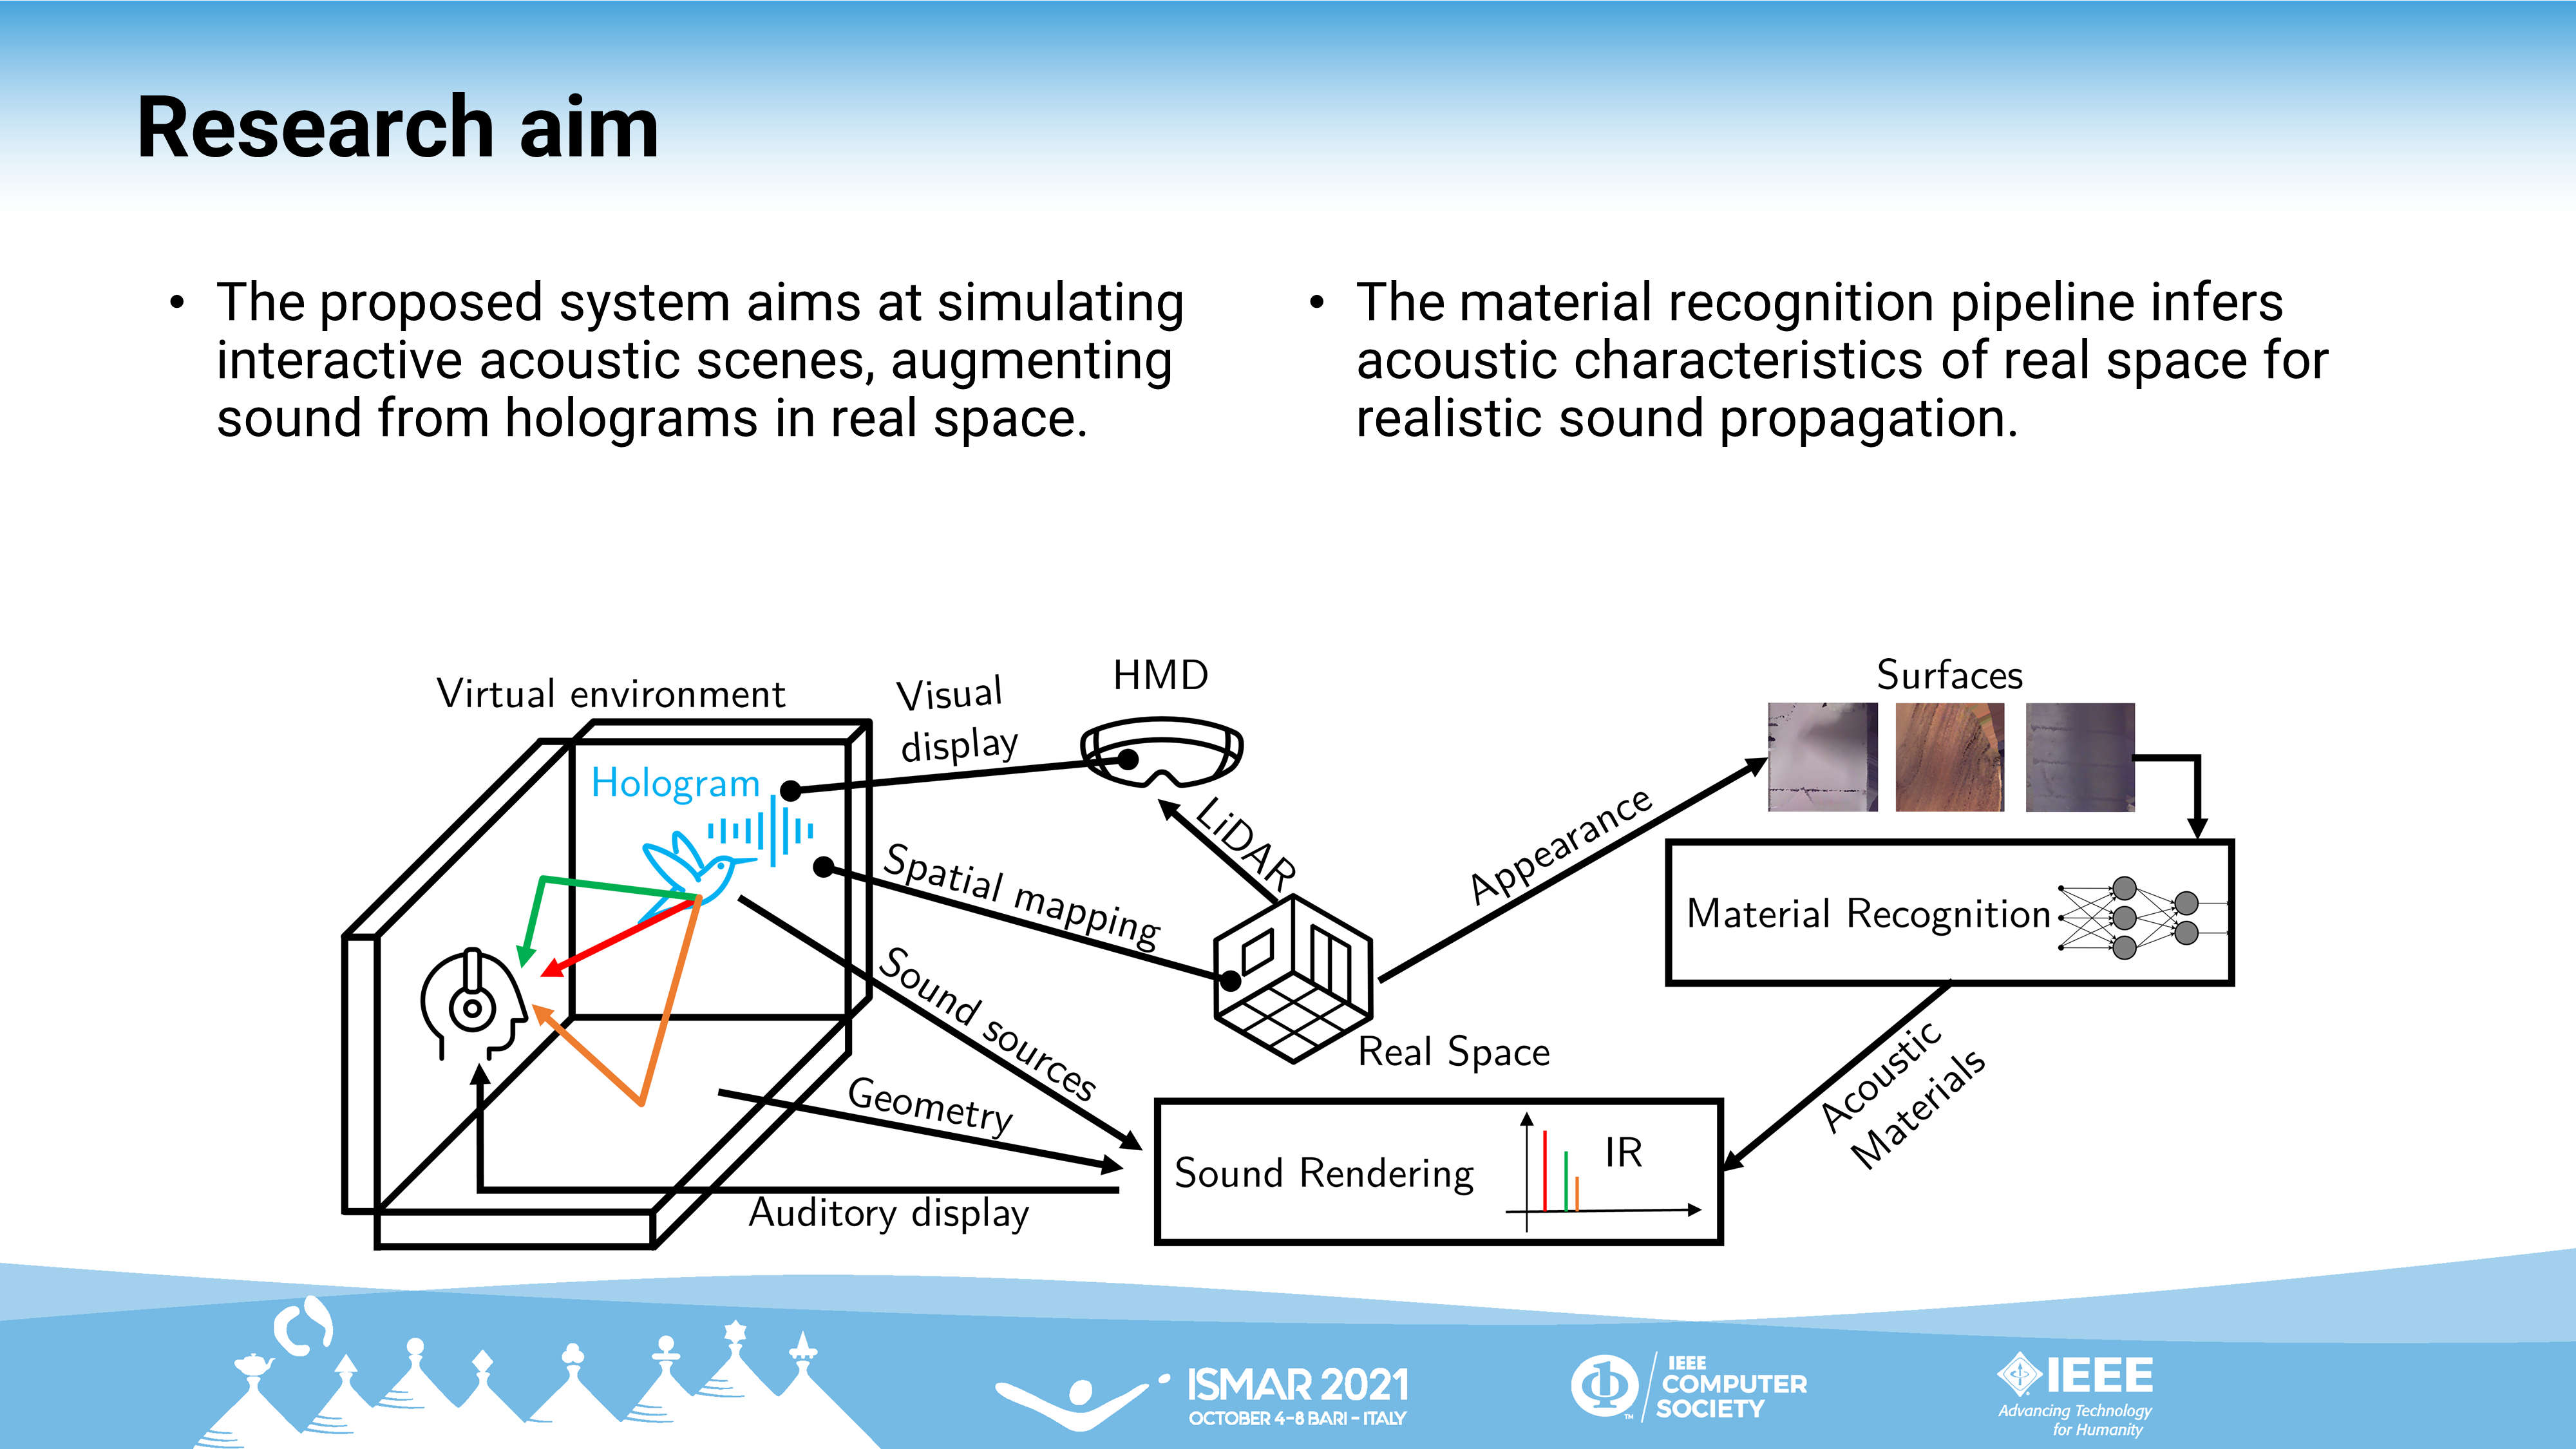 Research aim
• The proposed system aims at simulating
interactive acoustic scenes, augmenting
sound from holograms in real space.
• The material recognition pipeline infers
acoustic characteristics of real space for
realistic sound propagation.
Virtual environment
Visual
display
HMD
Surfaces
Hologram
LiDAR
Appearance
Spatial mapping
Material Recognition
Sound sources
Real Space
Geometry
Acoustic
Materials
Sound Rendering
IR
Auditory display
ISMAR 2021
OCTOBER 4-8 BARI - ITALY
IEEE
COMPUTER
SOCIETY
TM
IEEE
Advancing Technology
for Humanity